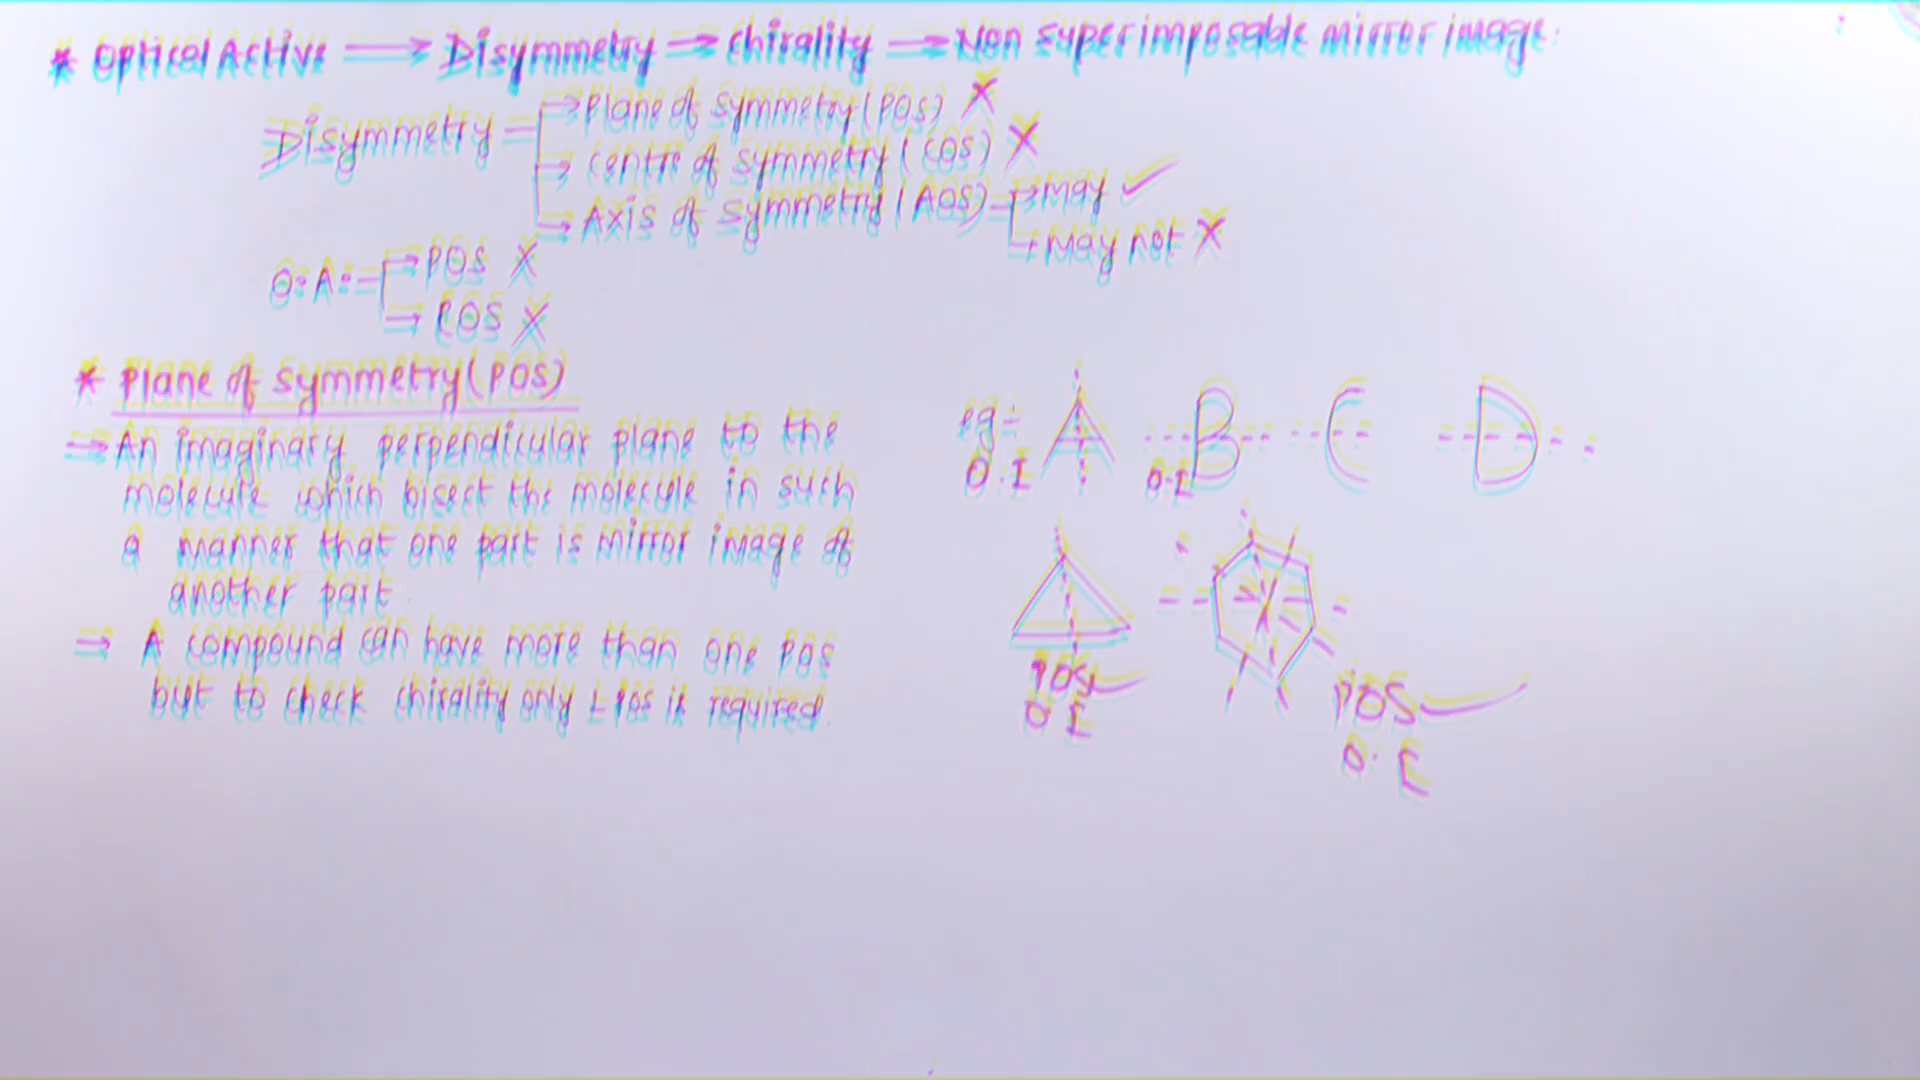 * Optical Active ⟹ Disymmetry → chirality ⟹ Non superimposable mirror image.
Disymmetry = → Plane of symmetry (POS) X
→ centre of symmetry (COS) X
→ Axis of symmetry (AOS) = → may ✓
→ may not X
O.A. = → POS X
→ COS X
* Plane of symmetry (POS)
⇒ An imaginary perpendicular plane to the
molecule which bisect the molecule in such
a manner that one part is mirror image of
another part.
⇒ A compound can have more than one POS
but to check chirality only 1 POS is required.
eg:- A B C D
O.I O.I
POS ✓
O.I
POS ✓
O.I